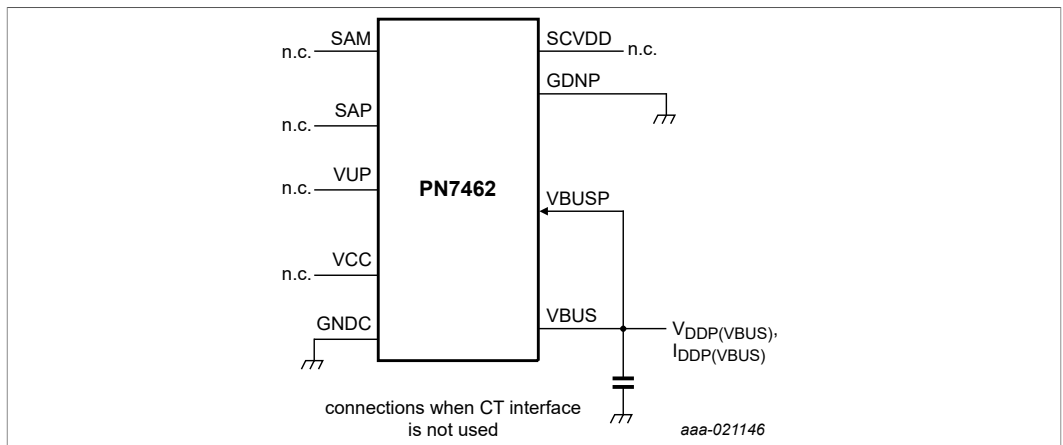 SAM
n.c.
SCVDD
n.c.
GDNP
SAP
n.c.
VUP
n.c.
PN7462
VBUSP
VCC
n.c.
GNDC
VBUS
VDDP(VBUS),
IDDP(VBUS)
connections when CT interface
is not used
aaa-021146